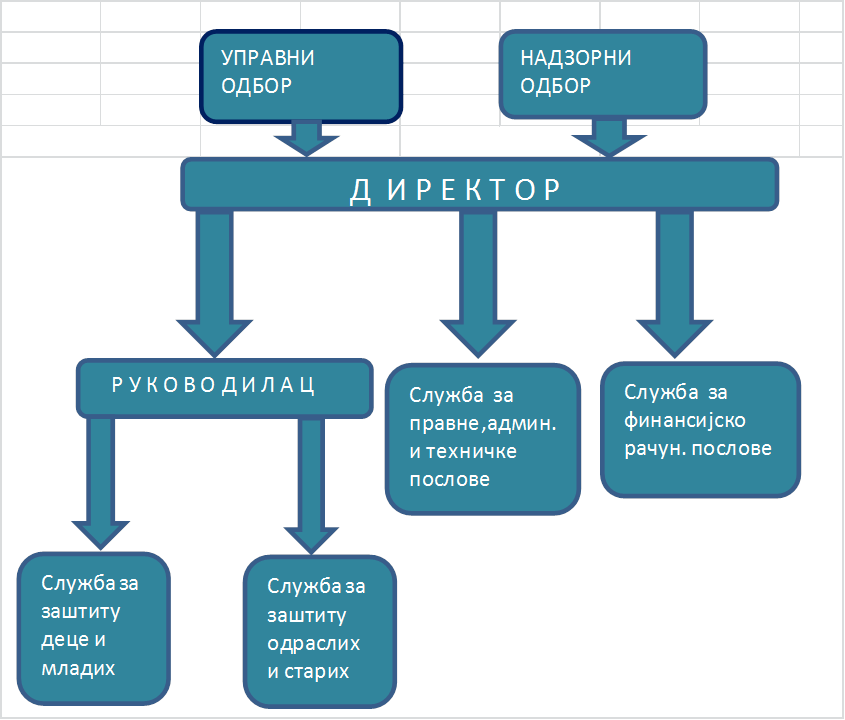 УПРАВНИ
ОДБОР
НАДЗОРНИ
ОДБОР
Д И Р Е К Т О Р
Р У К О В О Д И Л А Ц
Служба за
правне,админ.
и техничке
послове
Служба за
финансијско
рачун. послове
Служба за
заштиту
деце и
младих
Служба за
заштиту
одраслих
и старих